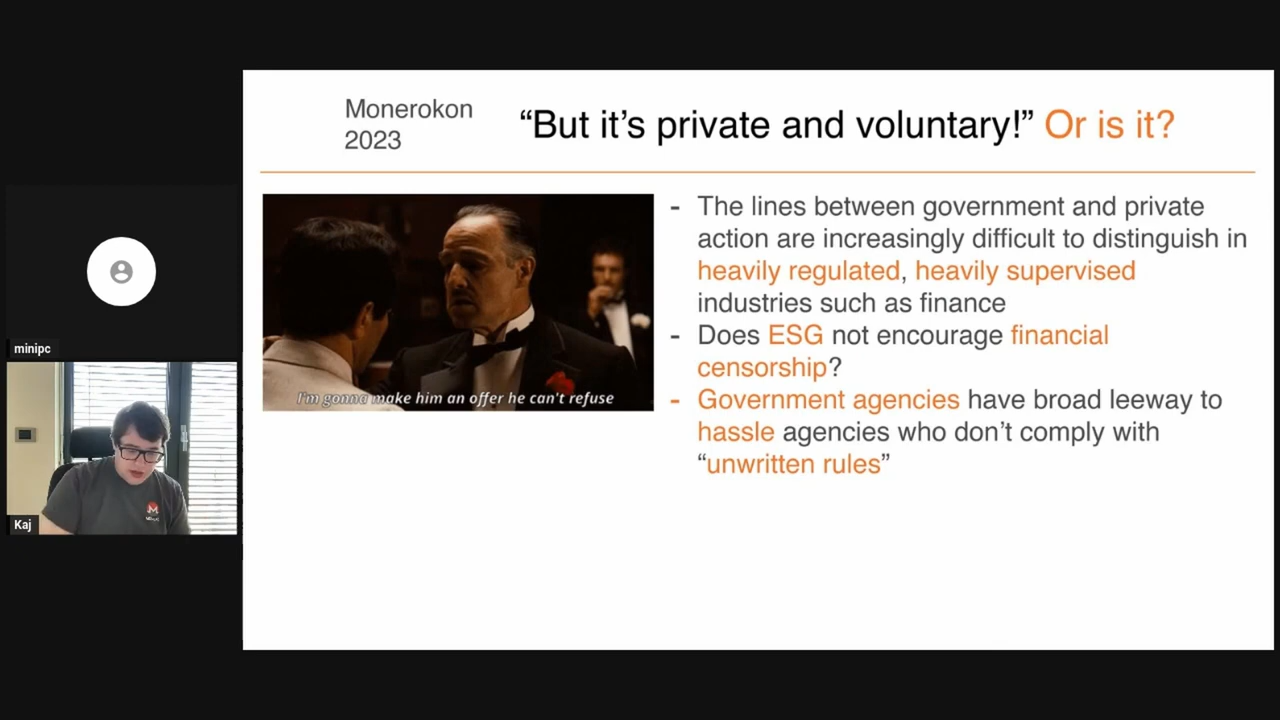 Monerokon
2023
“But it’s private and voluntary!” Or is it?
I'm gonna make him an offer he can't refuse
- The lines between government and private
action are increasingly difficult to distinguish in
heavily regulated, heavily supervised
industries such as finance
- Does ESG not encourage financial
censorship?
- Government agencies have broad leeway to
hassle agencies who don’t comply with
“unwritten rules”
minipc
Kaj